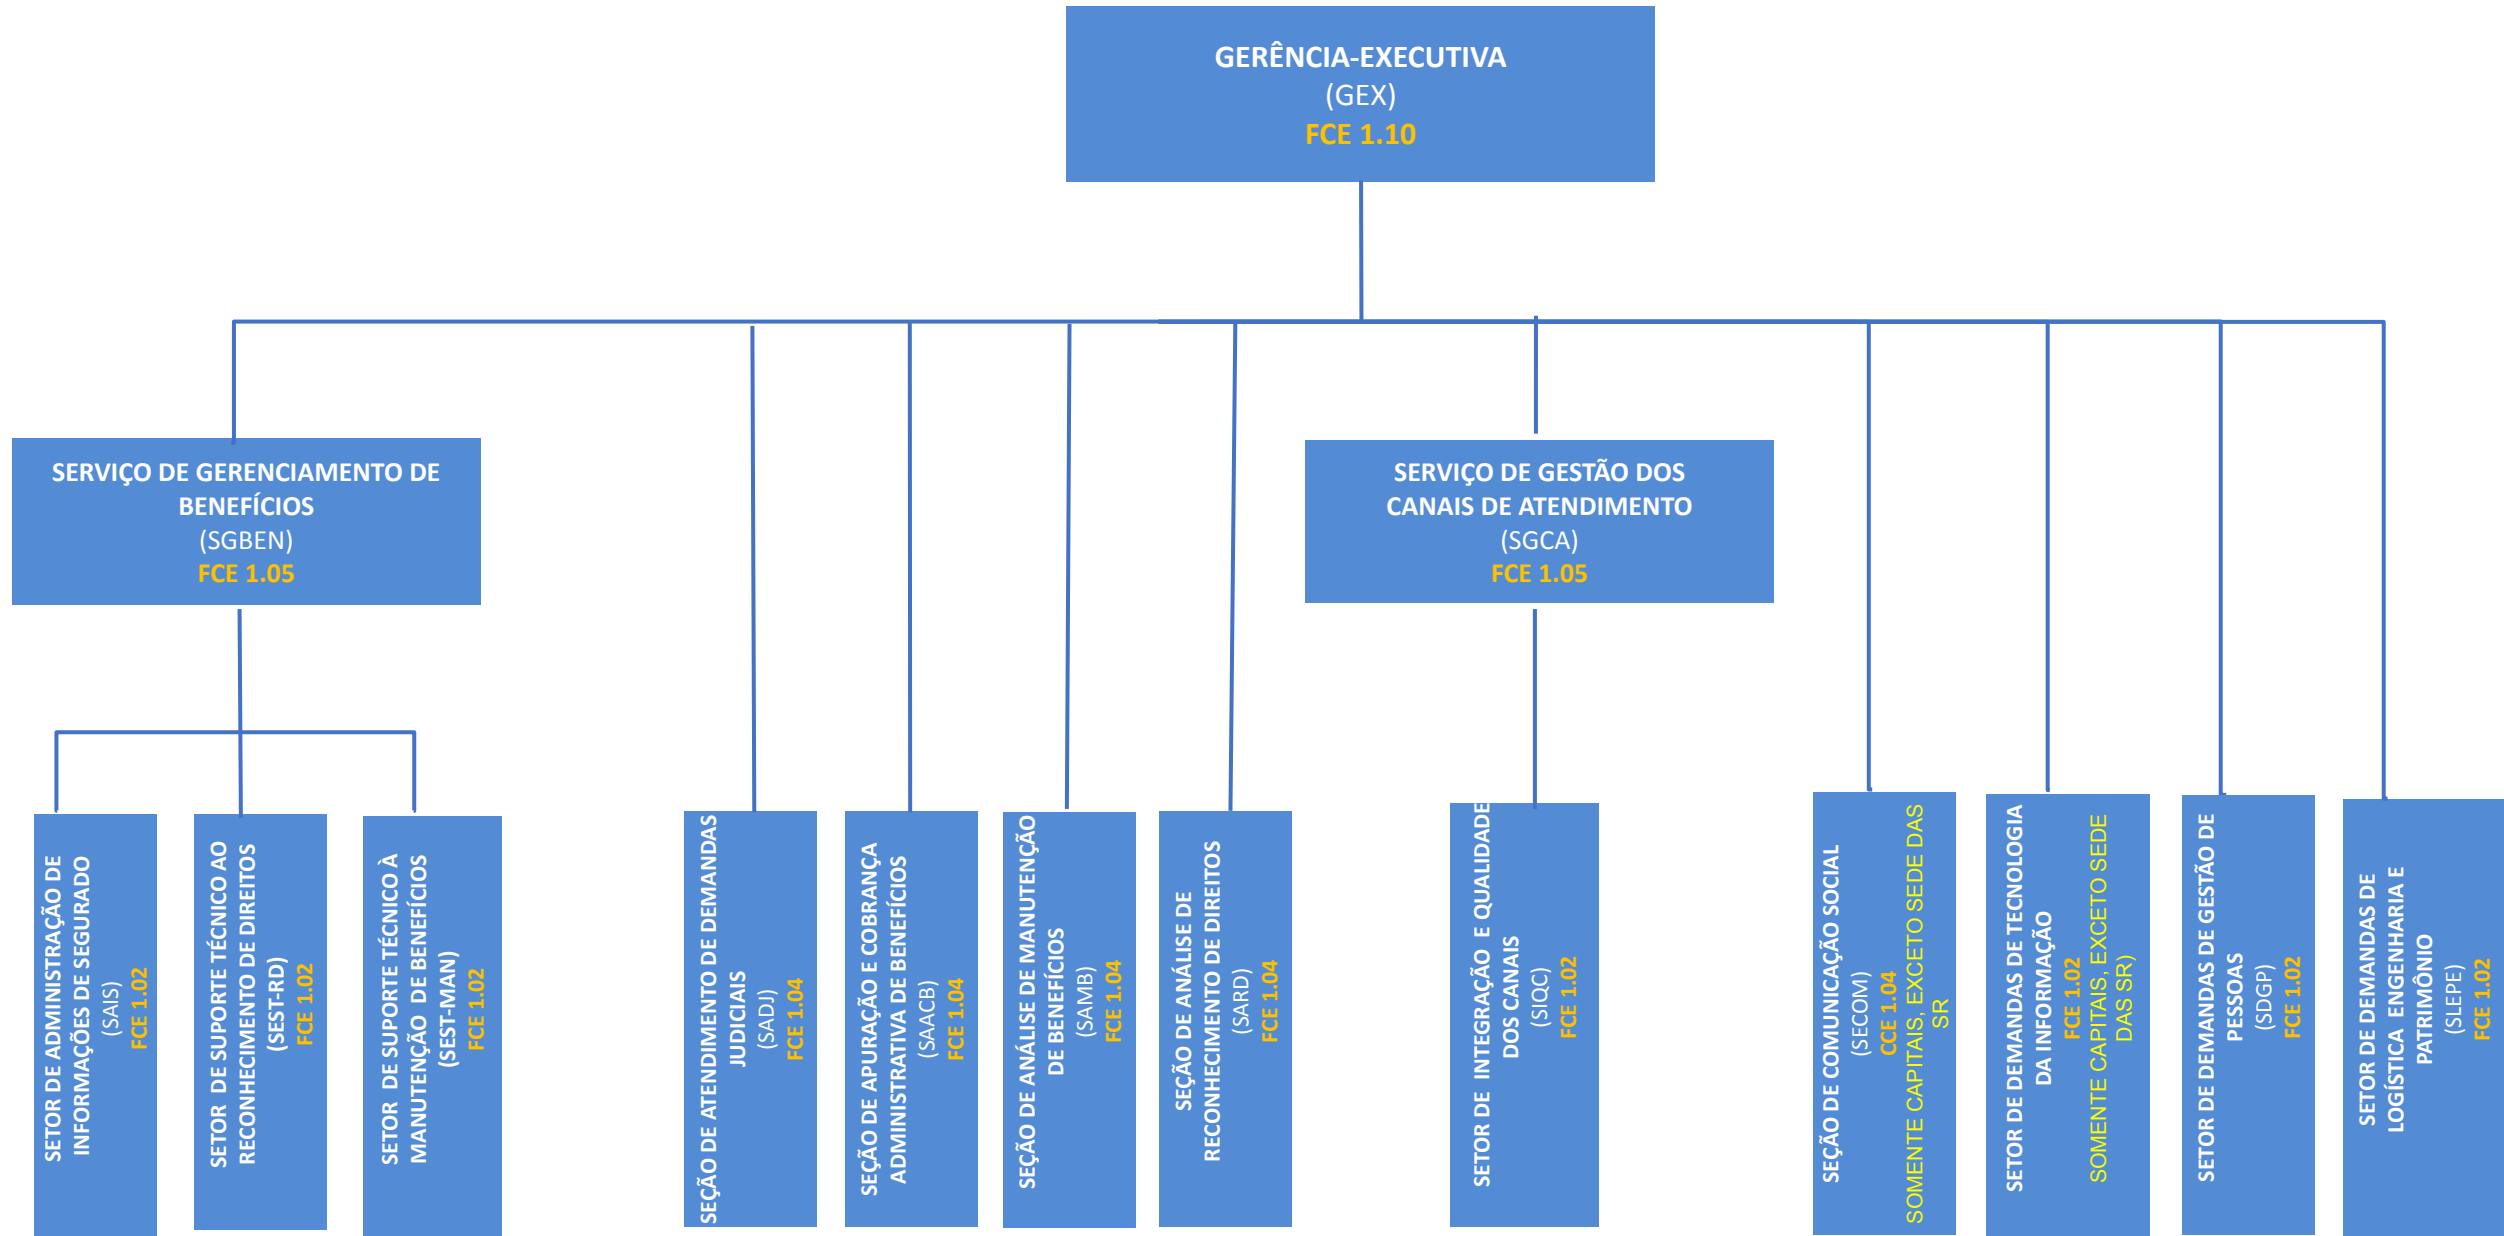 GERÊNCIA-EXECUTIVA
(GEX)
FCE 1.10
SERVIÇO DE GERENCIAMENTO DE
BENEFÍCIOS
(SGBEN)
FCE 1.05
SERVIÇO DE GESTÃO DOS
CANAIS DE ATENDIMENTO
(SGCA)
FCE 1.05
SETOR DE ADMINISTRAÇÃO DE
INFORMAÇÕES DE SEGURADO
(SAIS)
FCE 1.02
SETOR DE SUPORTE TÉCNICO AO
RECONHECIMENTO DE DIREITOS
(SEST-RD)
FCE 1.02
SETOR DE SUPORTE TÉCNICO À
MANUTENÇÃO DE BENEFÍCIOS
(SEST-MAN)
FCE 1.02
SEÇÃO DE ATENDIMENTO DE DEMANDAS
JUDICIAIS
(SADJ)
FCE 1.04
SEÇÃO DE APURAÇÃO E COBRANÇA
ADMINISTRATIVA DE BENEFÍCIOS
(SAACB)
FCE 1.04
SEÇÃO DE ANÁLISE DE MANUTENÇÃO
DE BENEFÍCIOS
(SAMB)
FCE 1.04
SEÇÃO DE ANÁLISE DE
RECONHECIMENTO DE DIREITOS
(SARD)
FCE 1.04
SETOR DE INTEGRAÇÃO E QUALIDADE
DOS CANAIS
(SIQC)
FCE 1.02
SEÇÃO DE COMUNICAÇÃO SOCIAL
(SECOM)
CCE 1.04
SOMENTE CAPITAIS, EXCETO SEDE DAS
SR
SETOR DE DEMANDAS DE TECNOLOGIA
DA INFORMAÇÃO
FCE 1.02
SOMENTE CAPITAIS, EXCETO SEDE
DAS SR)
SETOR DE DEMANDAS DE GESTÃO DE
PESSOAS
(SDGP)
FCE 1.02
SETOR DE DEMANDAS DE
LOGÍSTICA ENGENHARIA E
PATRIMÔNIO
(SLEPE)
FCE 1.02